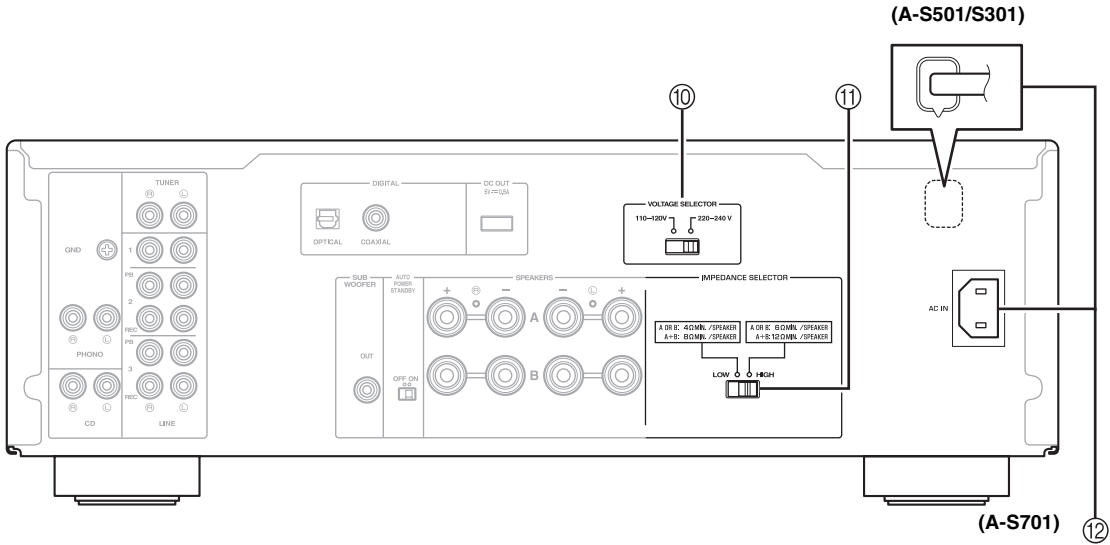 (A-S501/S301)
⑩
⑪
TUNER
Ⓡ Ⓛ
GND
1
PB
2
REC
PB
3
REC
Ⓡ Ⓛ
PHONO
Ⓡ Ⓛ
CD
Ⓡ Ⓛ
LINE
DIGITAL
OPTICAL COAXIAL
DC OUT
5V⎓0.5A
VOLTAGE SELECTOR
110–120V 220–240 V
SUB
WOOFER
OUT
AUTO
POWER
STANDBY
OFF ON
SPEAKERS
+ Ⓡ – – Ⓛ +
A
B
IMPEDANCE SELECTOR
A OR B: 4ΩMIN. /SPEAKER
A+B: 8ΩMIN. /SPEAKER
A OR B: 6ΩMIN. /SPEAKER
A+B:12ΩMIN. /SPEAKER
LOW HIGH
AC IN
(A-S701)
⑫